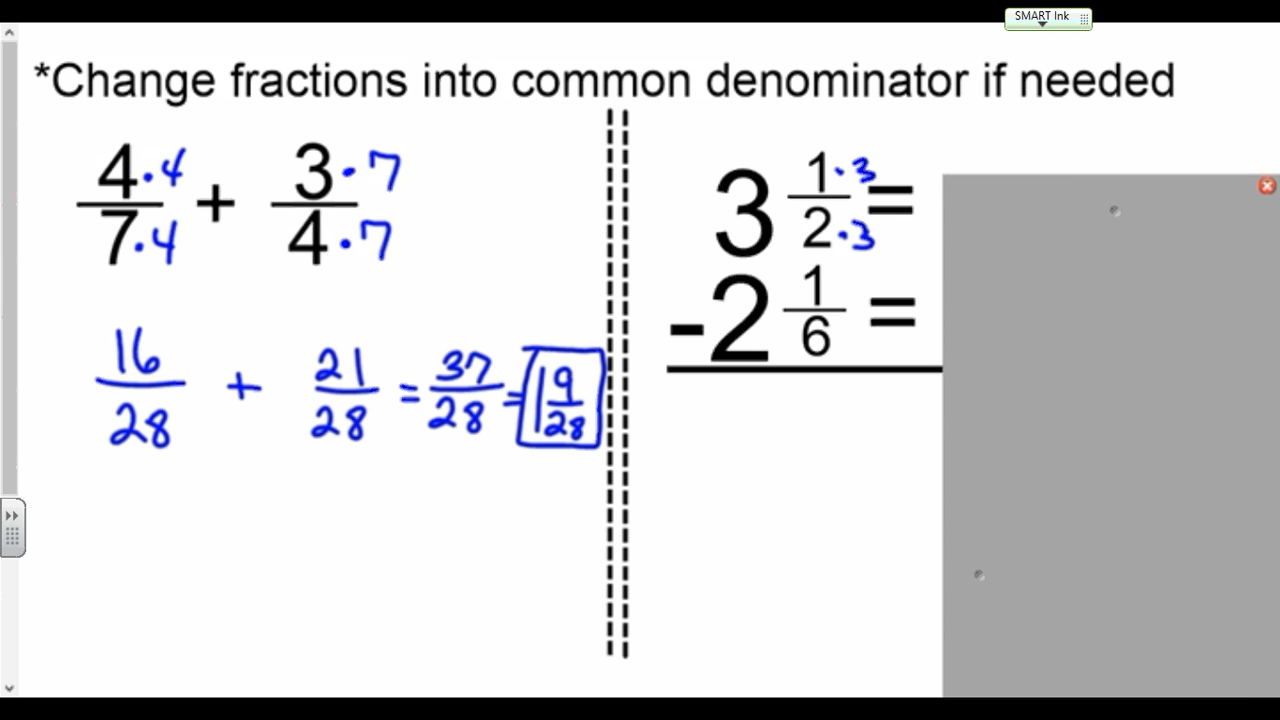 SMART Ink
*Change fractions into common denominator if needed
4·4/7·4 + 3·7/4·7
16/28 + 21/28 = 37/28 = 1 9/28
3 1·3/2·3 =
-2 1/6 =